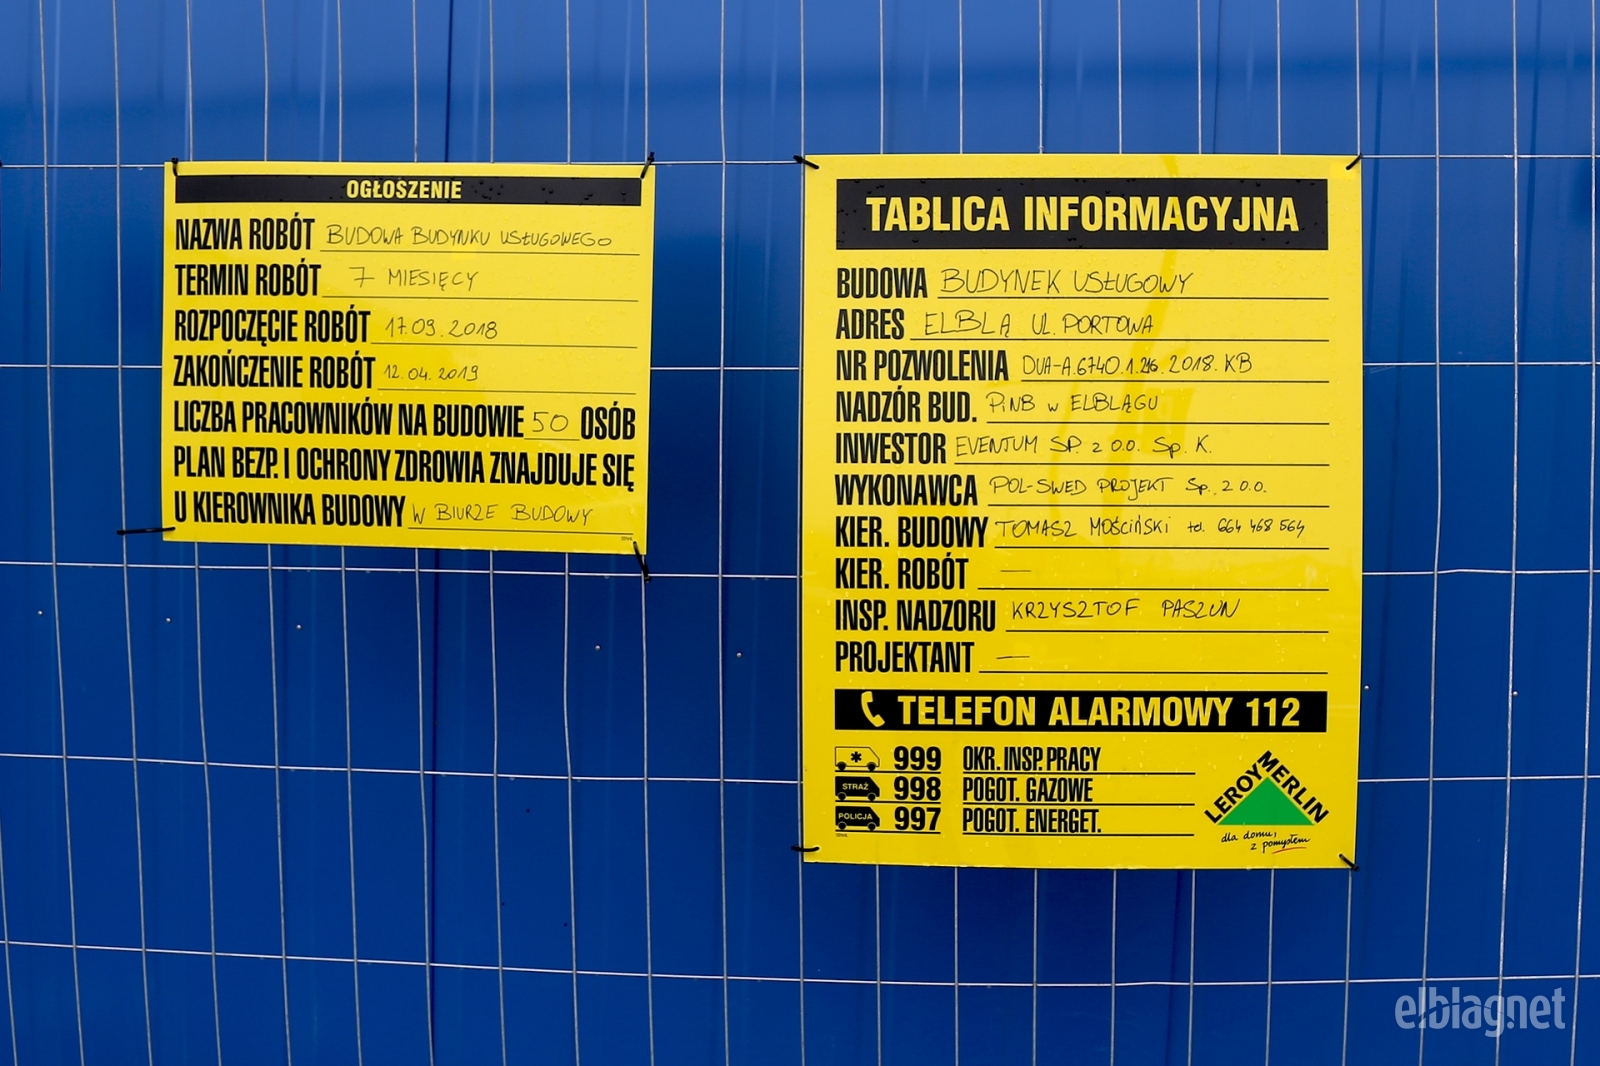 OGŁOSZENIE
NAZWA ROBÓT BUDOWA BUDYNKU USŁUGOWEGO
TERMIN ROBÓT 7 MIESIĘCY
ROZPOCZĘCIE ROBÓT 17.09.2018
ZAKOŃCZENIE ROBÓT 12.04.2019
LICZBA PRACOWNIKÓW NA BUDOWIE 50 OSÓB
PLAN BEZP. I OCHRONY ZDROWIA ZNAJDUJE SIĘ
U KIEROWNIKA BUDOWY W BIURZE BUDOWY
TABLICA INFORMACYJNA
BUDOWA BUDYNEK USŁUGOWY
ADRES ELBLĄ UL. PORTOWA
NR POZWOLENIA DUA-A.6740.1.216.2018.KB
NADZÓR BUD. PiNB w ELBLĄGU
INWESTOR EVENTUM SP. z O.O. Sp. K.
WYKONAWCA POL-SWED PROJEKT Sp. z O.O.
KIER. BUDOWY TOMASZ MOŚCIŃSKI tel. 664 468 564
KIER. ROBÓT —
INSP. NADZORU KRZYSZTOF PASZUN
PROJEKTANT —
TELEFON ALARMOWY 112
999 OKR. INSP. PRACY
STRAŻ 998 POGOT. GAZOWE
POLICJA 997 POGOT. ENERGET.
LEROY MERLIN
dla domu,
z pomysłem
elbląg.net